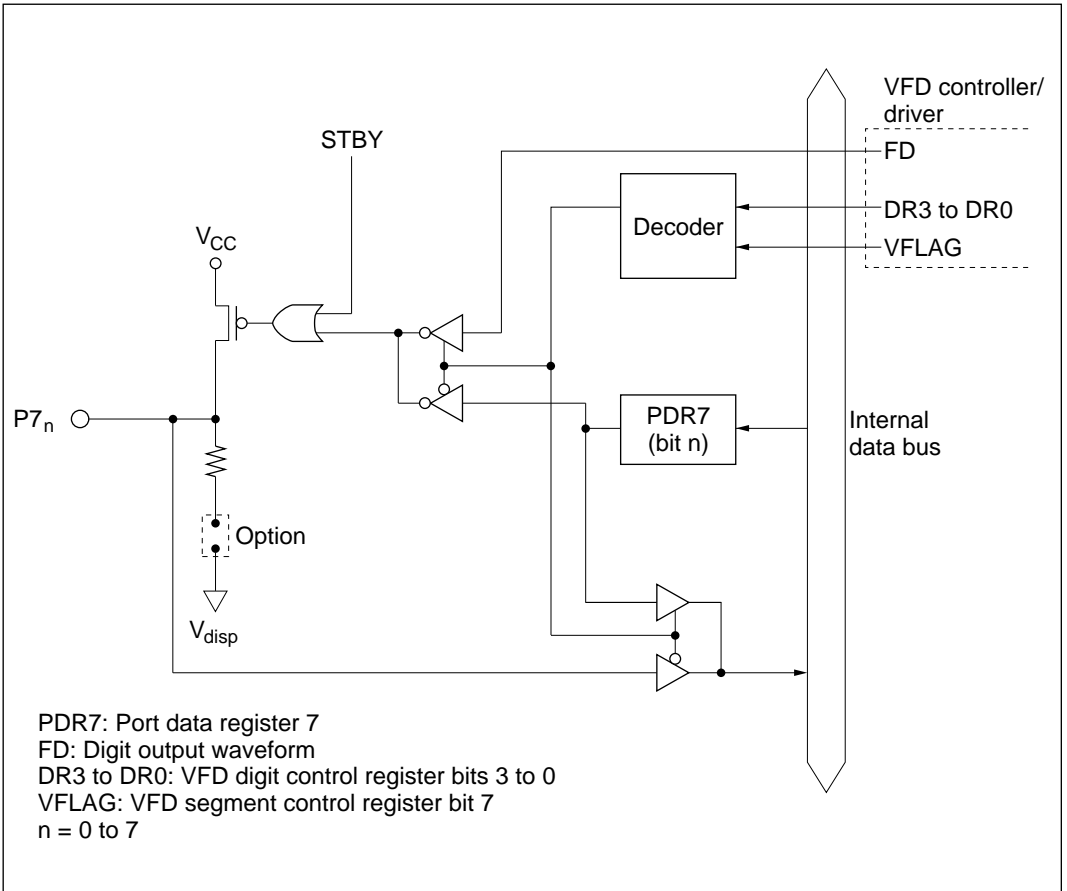 VFD controller/
driver
STBY
FD
DR3 to DR0
Decoder
VFLAG
VCC
P7n
PDR7
(bit n)
Internal
data bus
Option
Vdisp
PDR7: Port data register 7
FD: Digit output waveform
DR3 to DR0: VFD digit control register bits 3 to 0
VFLAG: VFD segment control register bit 7
n = 0 to 7